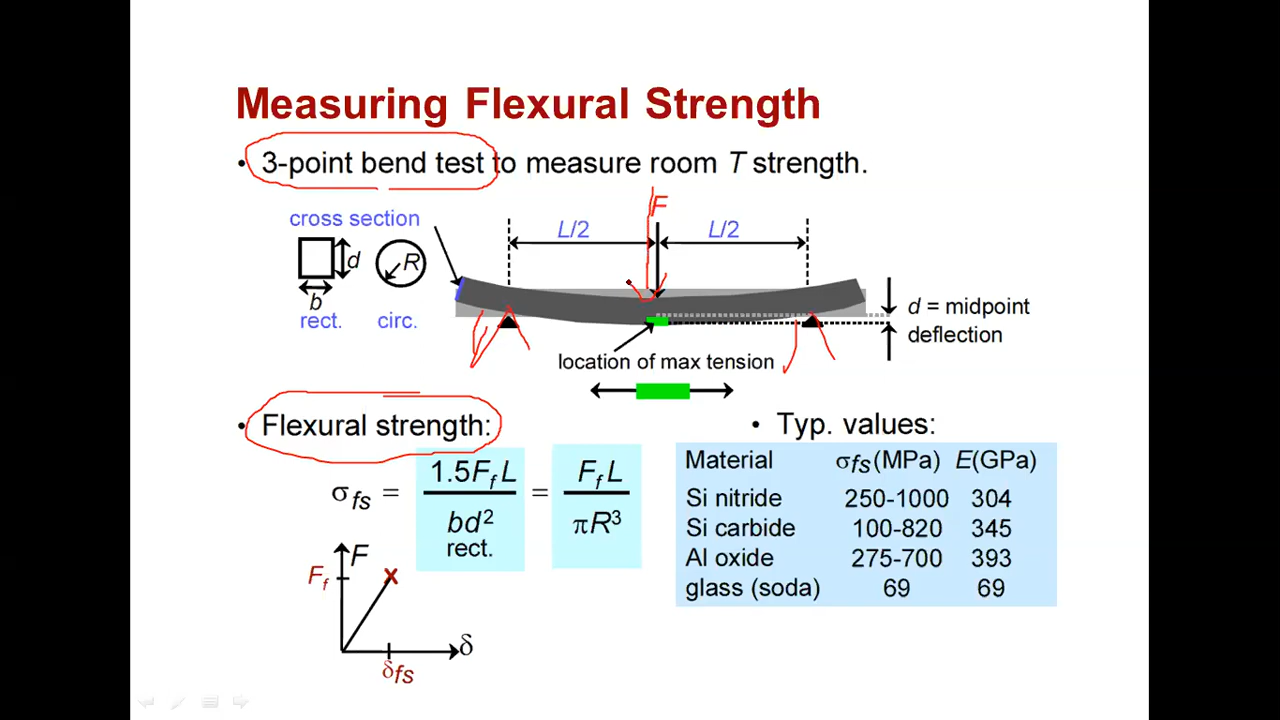 Measuring Flexural Strength
• 3-point bend test to measure room T strength.
F
cross section
L/2
L/2
d
R
b
rect.
circ.
d = midpoint
deflection
location of max tension
• Flexural strength:
• Typ. values:
σfs = 1.5FfL / bd² = FfL / πR³
rect.
Material σfs(MPa) E(GPa)
Si nitride 250-1000 304
Si carbide 100-820 345
Al oxide 275-700 393
glass (soda) 69 69
F
Ff
x
δ
δfs